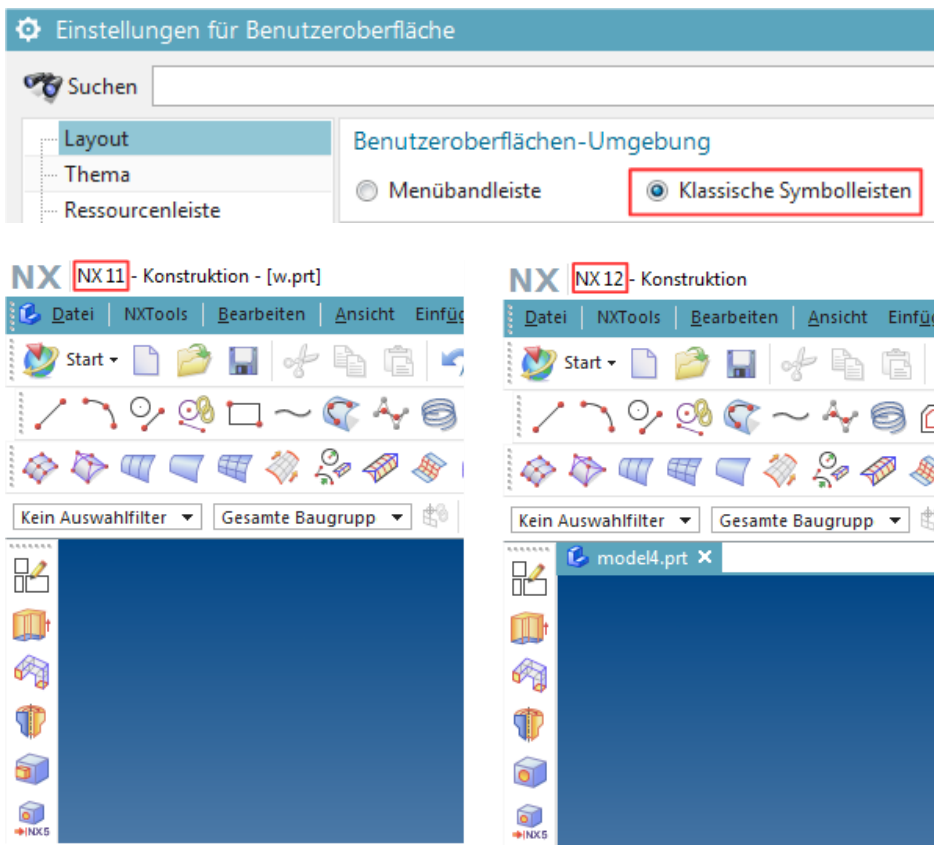 Einstellungen für Benutzeroberfläche
Suchen
Layout
Thema
Ressourcenleiste
Benutzeroberflächen-Umgebung
Menübandleiste
Klassische Symbolleisten
NX NX 11 - Konstruktion - [w.prt]
Datei NXTools Bearbeiten Ansicht Einfüg
Start
Kein Auswahlfilter Gesamte Baugrupp
NX5
NX NX 12 - Konstruktion
Datei NXTools Bearbeiten Ansicht Einfüg
Start
Kein Auswahlfilter Gesamte Baugrupp
model4.prt
NX5